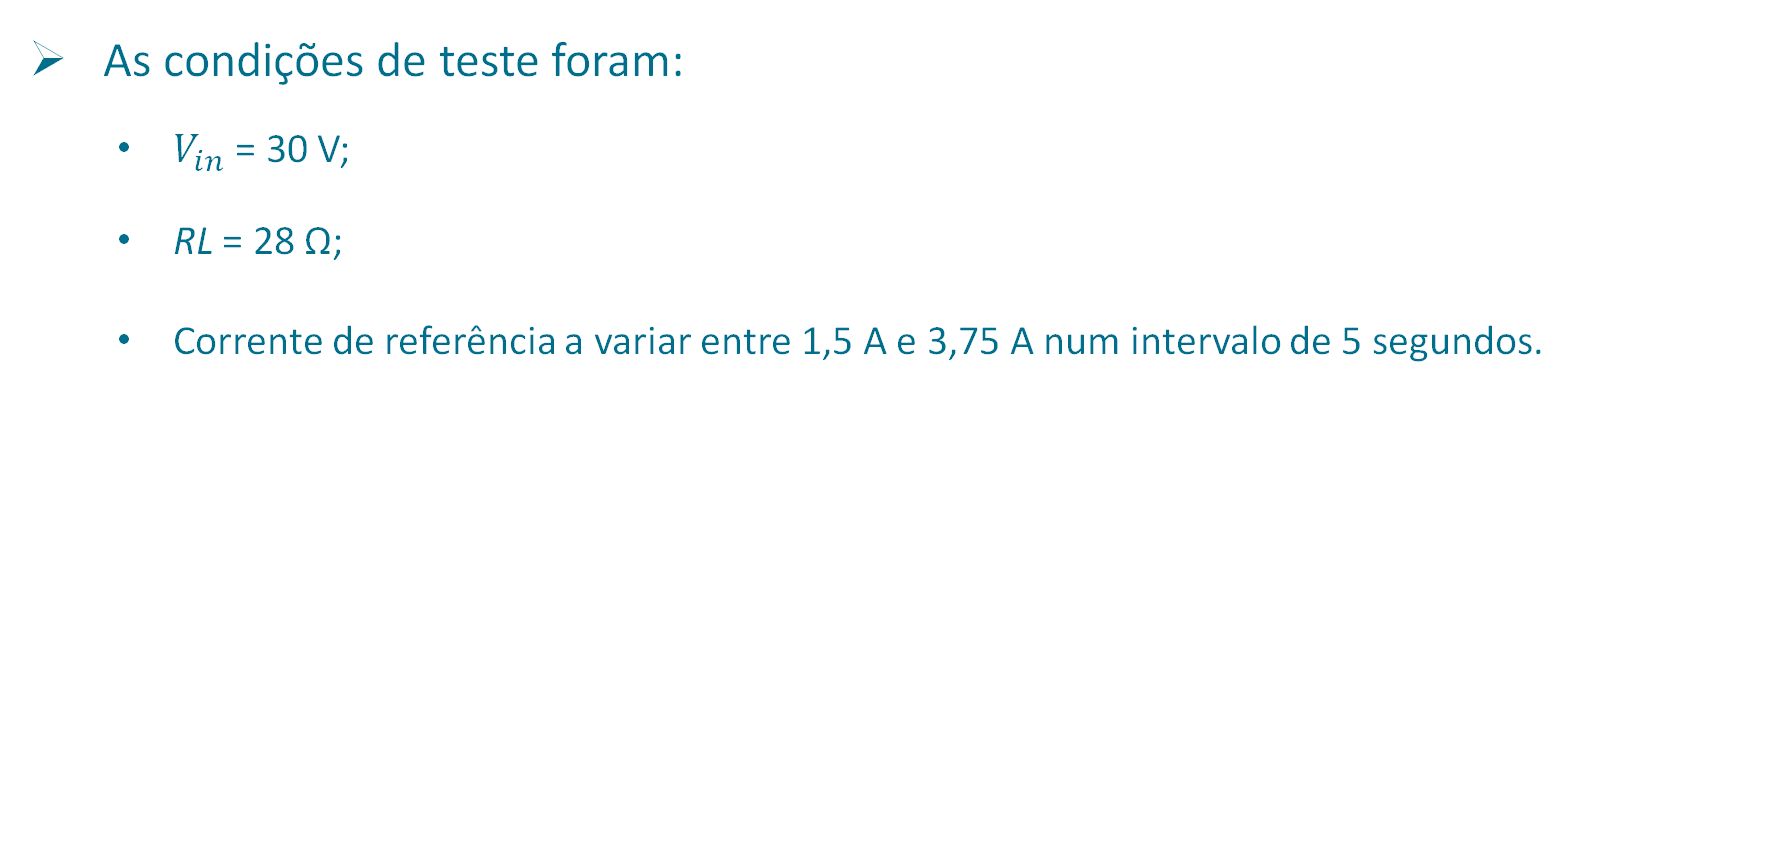 ➢ As condições de teste foram:
• V_in = 30 V;
• RL = 28 Ω;
• Corrente de referência a variar entre 1,5 A e 3,75 A num intervalo de 5 segundos.